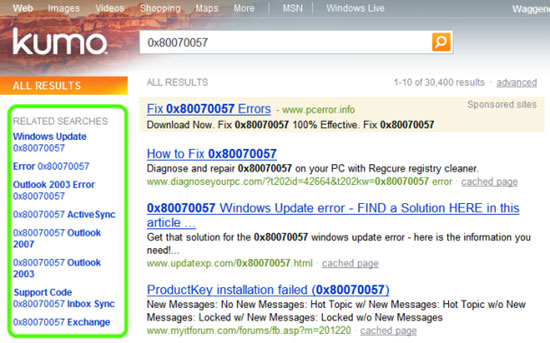 Web Images Videos Shopping Maps More | MSN | Windows Live
Waggene
kumo
0x80070057
ALL RESULTS
RELATED SEARCHES
Windows Update
0x80070057
Error 0x80070057
Outlook 2003 Error
0x80070057
0x80070057 ActiveSync
0x80070057 Outlook
2007
0x80070057 Outlook
2003
Support Code
0x80070057 Inbox Sync
0x80070057 Exchange
ALL RESULTS
1-10 of 30,400 results · advanced
Fix 0x80070057 Errors - www.pcerror.info
Sponsored sites
Download Now. Fix 0x80070057 100% Effective. Fix 0x80070057
How to Fix 0x80070057
Diagnose and repair 0x80070057 on your PC with Regcure registry cleaner.
www.diagnoseyourpc.com/?t202id=42664&t202kw=0x80070057 error · cached page
0x80070057 Windows Update error - FIND a Solution HERE in this
article ...
Get that solution for the 0x80070057 windows update error - here is the information you
need!...
www.updatexp.com/0x80070057.html · cached page
ProductKey installation failed (0x80070057)
New Messages: No New Messages: Hot Topic w/ New Messages: Hot Topic w/o New
Messages: Locked w/ New Messages: Locked w/o New Messages
www.myitforum.com/forums/fb.asp?m=201220 · cached page